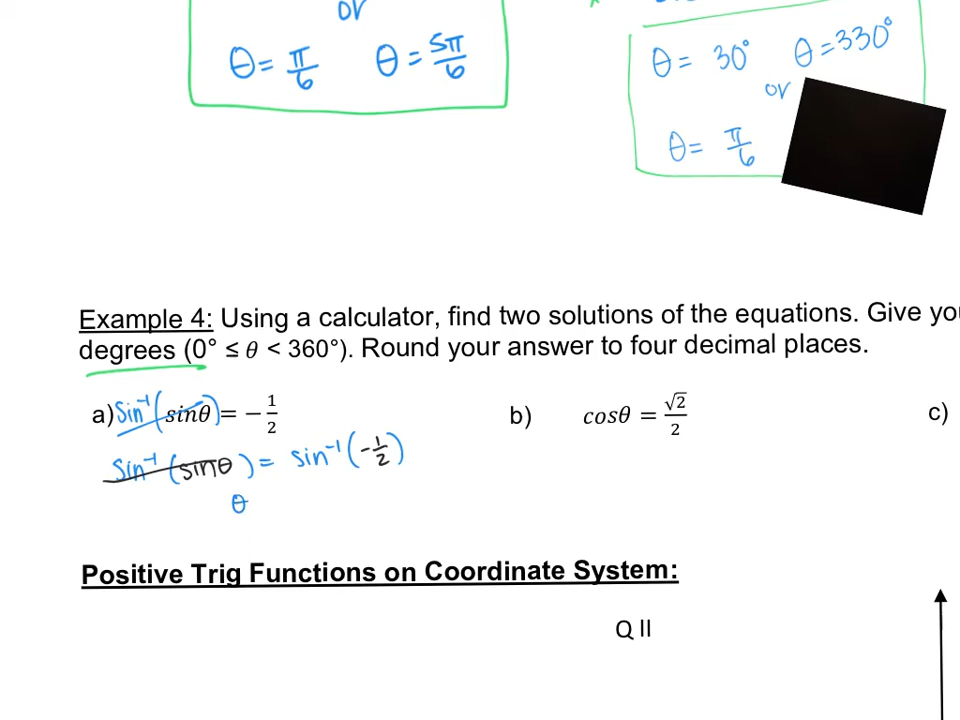 or
θ = π/6 θ = 5π/6
θ = 30° θ = 330°
or
θ = π/6
Example 4: Using a calculator, find two solutions of the equations. Give yo
degrees (0° ≤ θ < 360°). Round your answer to four decimal places.
a) sin⁻¹(sinθ) = −1/2 b) cosθ = √2/2 c)
sin⁻¹(sinθ) = sin⁻¹(-1/2)
θ
Positive Trig Functions on Coordinate System:
Q II